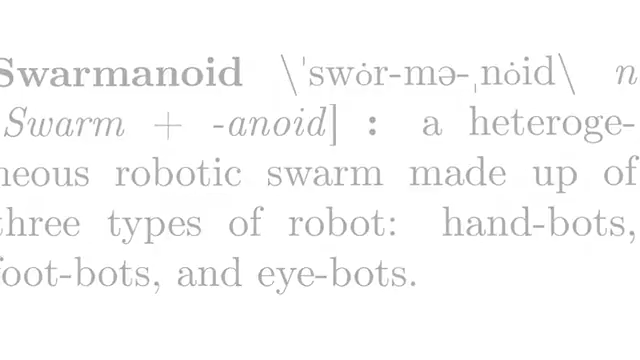 Swarmanoid \ˈswȯr-mə-ˌnȯid\ n
Swarm + -anoid] : a heteroge-
neous robotic swarm made up of
three types of robot: hand-bots,
foot-bots, and eye-bots.